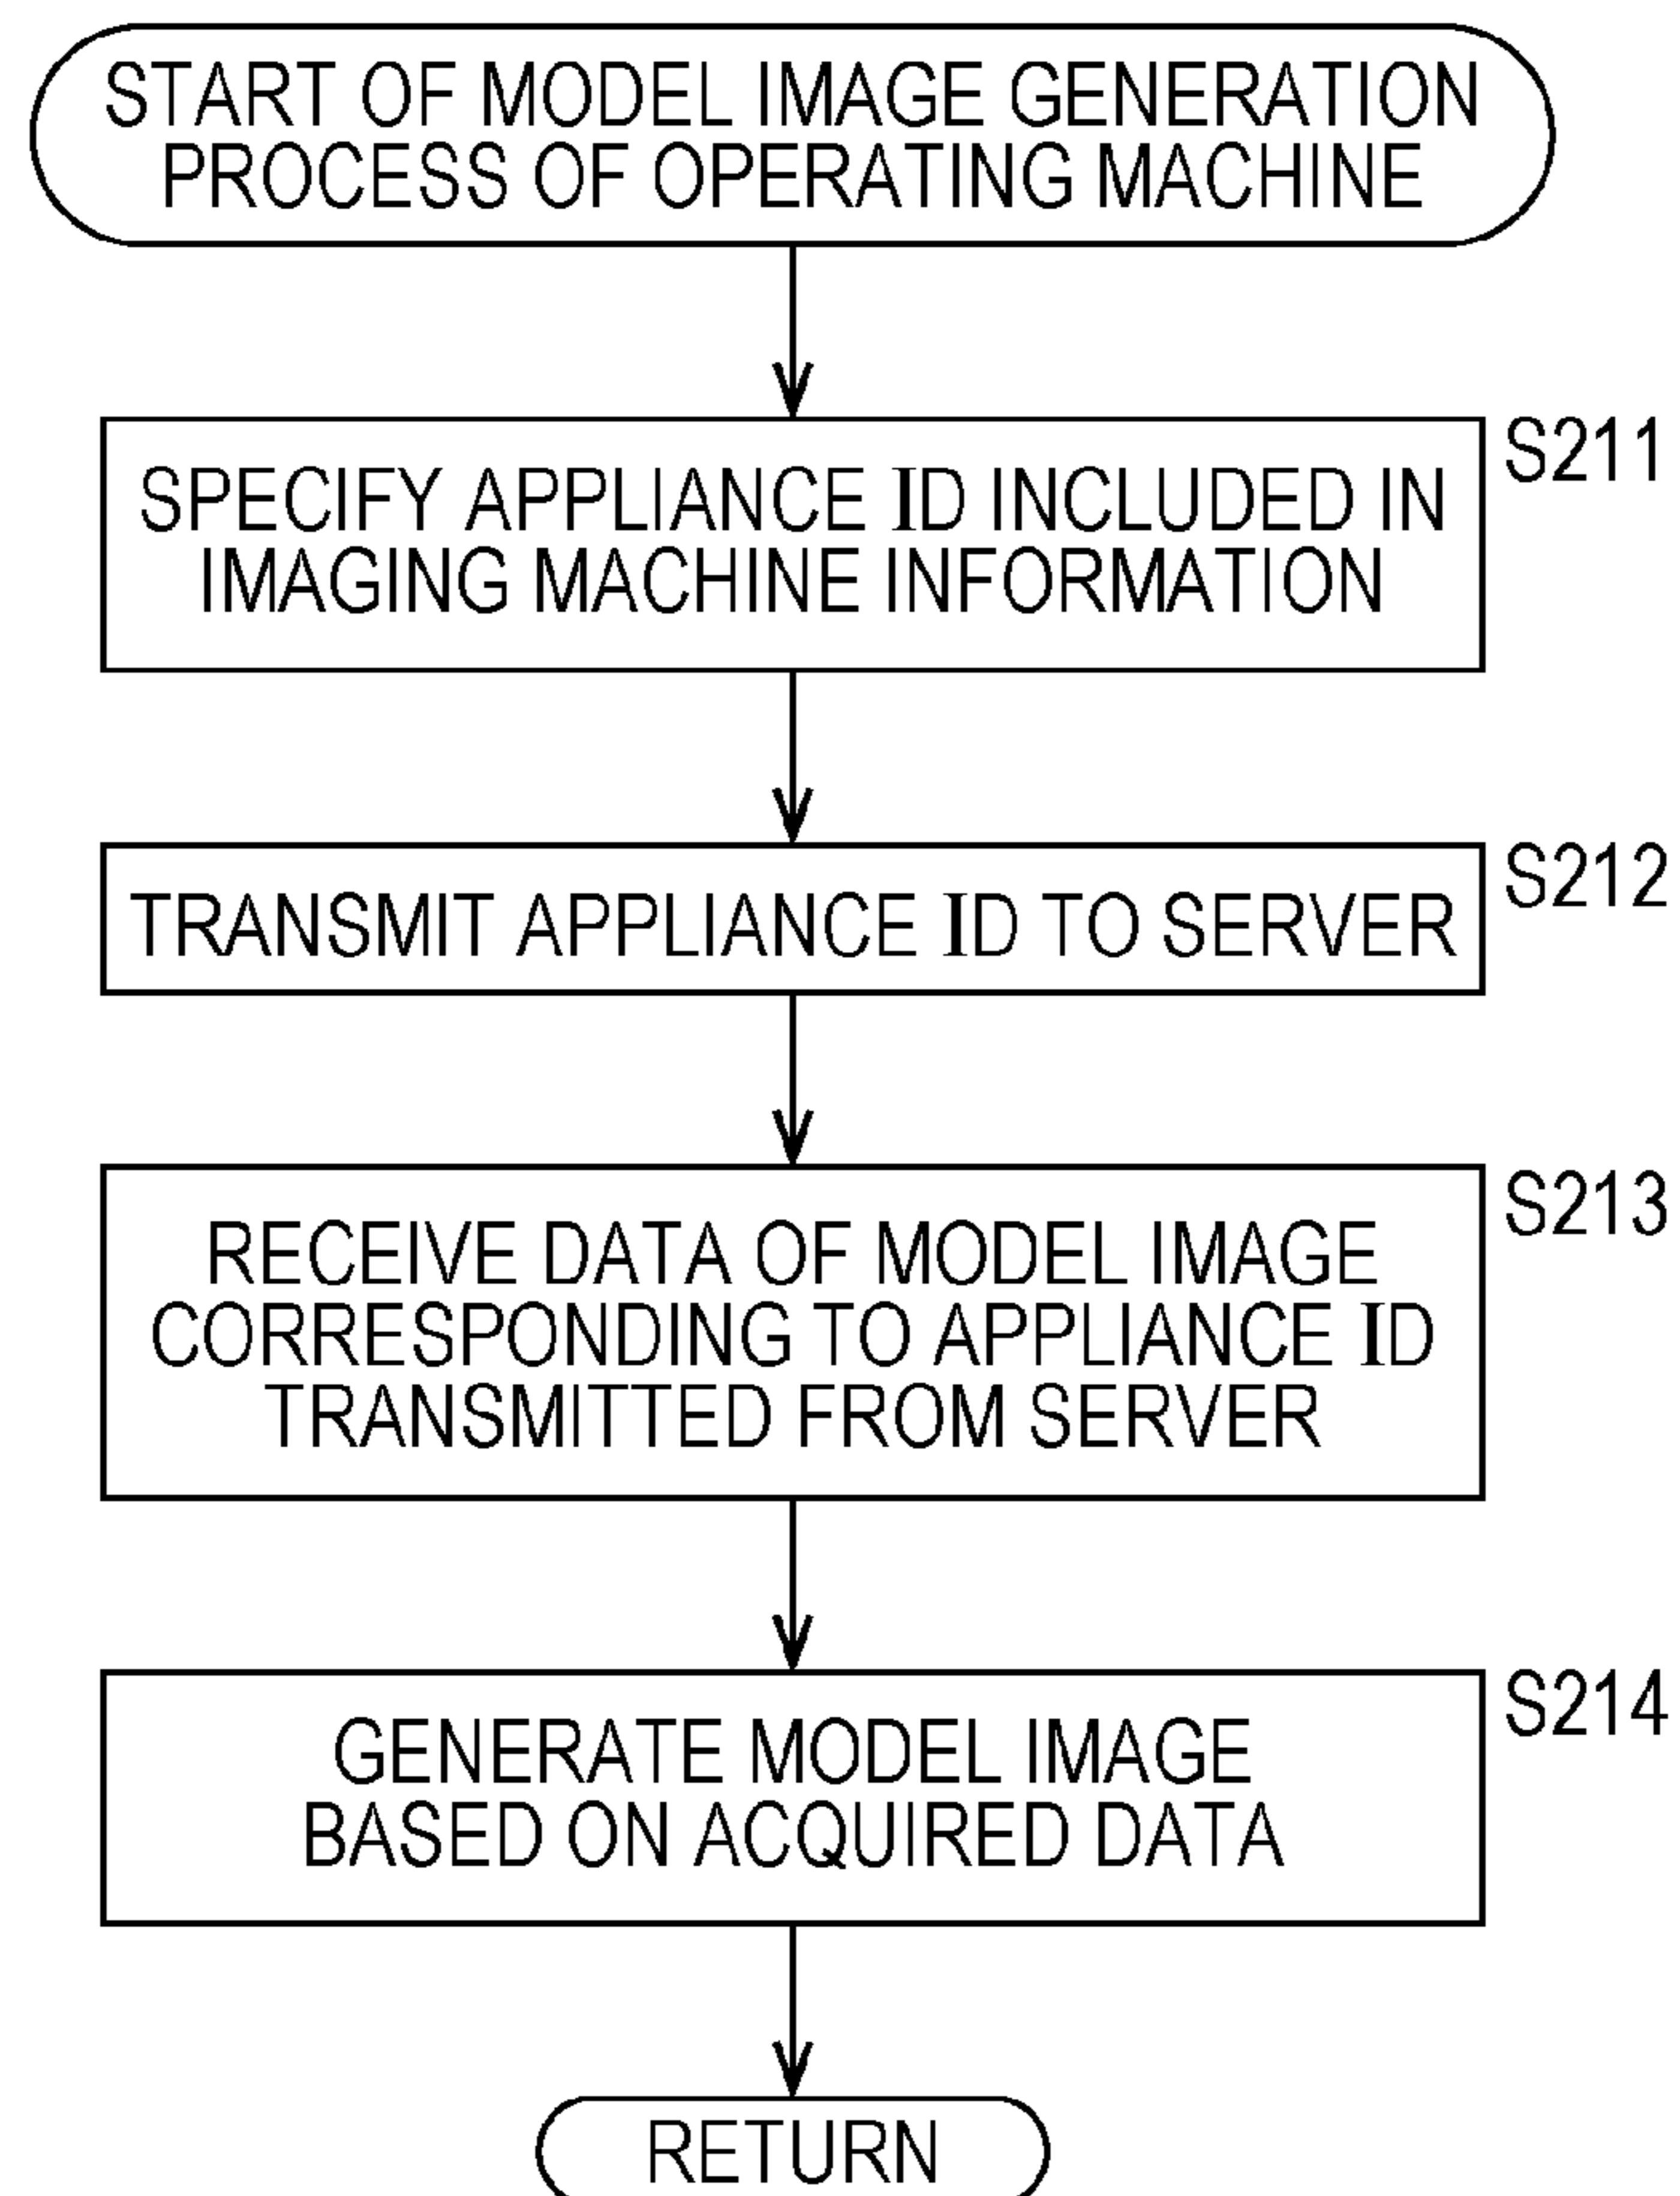 START OF MODEL IMAGE GENERATION
PROCESS OF OPERATING MACHINE
S211
SPECIFY APPLIANCE ID INCLUDED IN
IMAGING MACHINE INFORMATION
S212
TRANSMIT APPLIANCE ID TO SERVER
S213
RECEIVE DATA OF MODEL IMAGE
CORRESPONDING TO APPLIANCE ID
TRANSMITTED FROM SERVER
S214
GENERATE MODEL IMAGE
BASED ON ACQUIRED DATA
RETURN